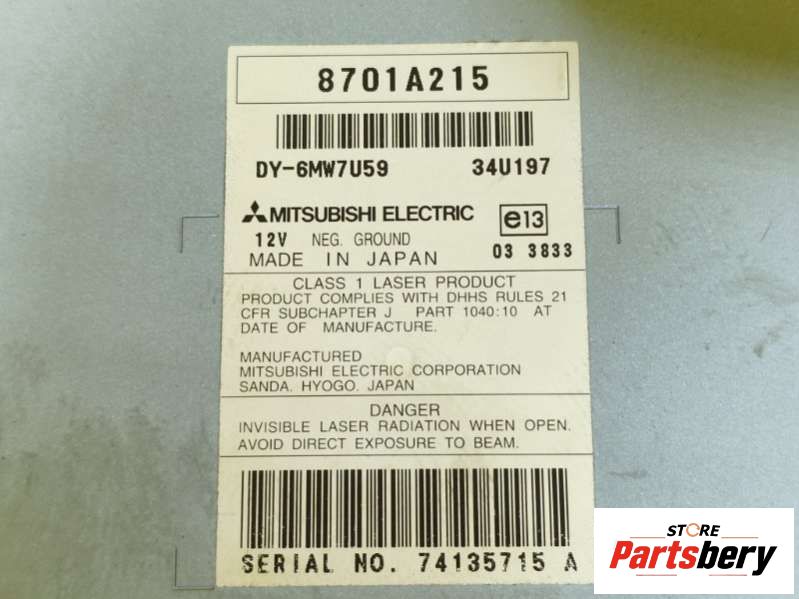 8701A215
DY-6MW7U59 34U197
MITSUBISHI ELECTRIC e13
12V NEG. GROUND 03 3833
MADE IN JAPAN
CLASS 1 LASER PRODUCT
PRODUCT COMPLIES WITH DHHS RULES 21
CFR SUBCHAPTER J PART 1040:10 AT
DATE OF MANUFACTURE.
MANUFACTURED
MITSUBISHI ELECTRIC CORPORATION
SANDA. HYOGO. JAPAN
DANGER
INVISIBLE LASER RADIATION WHEN OPEN.
AVOID DIRECT EXPOSURE TO BEAM.
SERIAL NO. 74135715 A
STORE
Partsbery